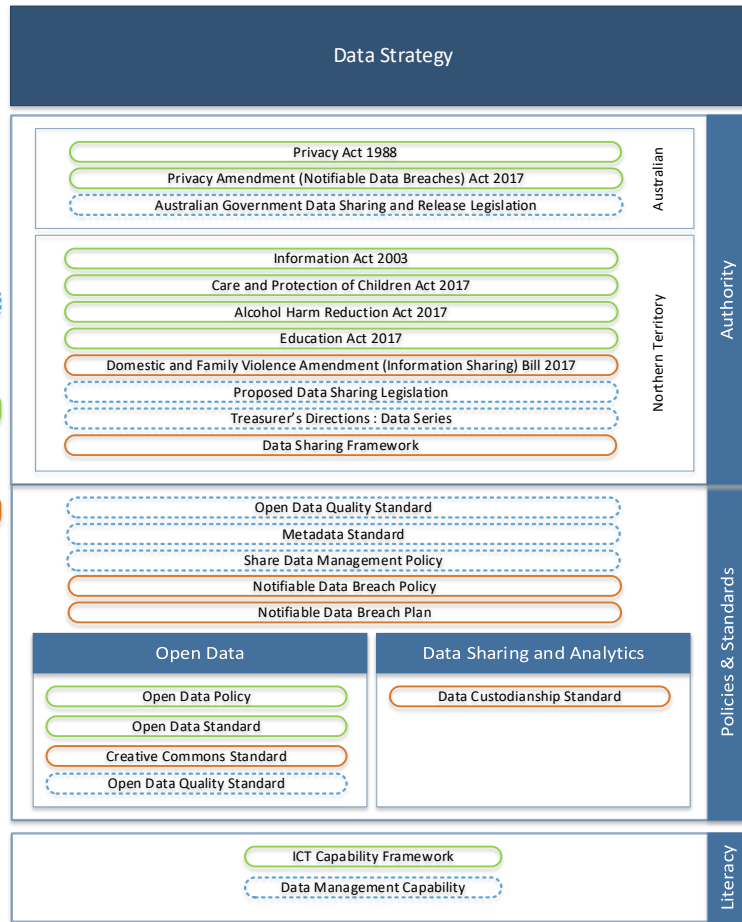 Data Strategy
Privacy Act 1988
Privacy Amendment (Notifiable Data Breaches) Act 2017
Australian Government Data Sharing and Release Legislation
Australian
Information Act 2003
Care and Protection of Children Act 2017
Alcohol Harm Reduction Act 2017
Education Act 2017
Domestic and Family Violence Amendment (Information Sharing) Bill 2017
Proposed Data Sharing Legislation
Treasurer's Directions : Data Series
Data Sharing Framework
Northern Territory
Authority
Open Data Quality Standard
Metadata Standard
Share Data Management Policy
Notifiable Data Breach Policy
Notifiable Data Breach Plan
Open Data
Open Data Policy
Open Data Standard
Creative Commons Standard
Open Data Quality Standard
Data Sharing and Analytics
Data Custodianship Standard
Policies & Standards
ICT Capability Framework
Data Management Capability
Literacy